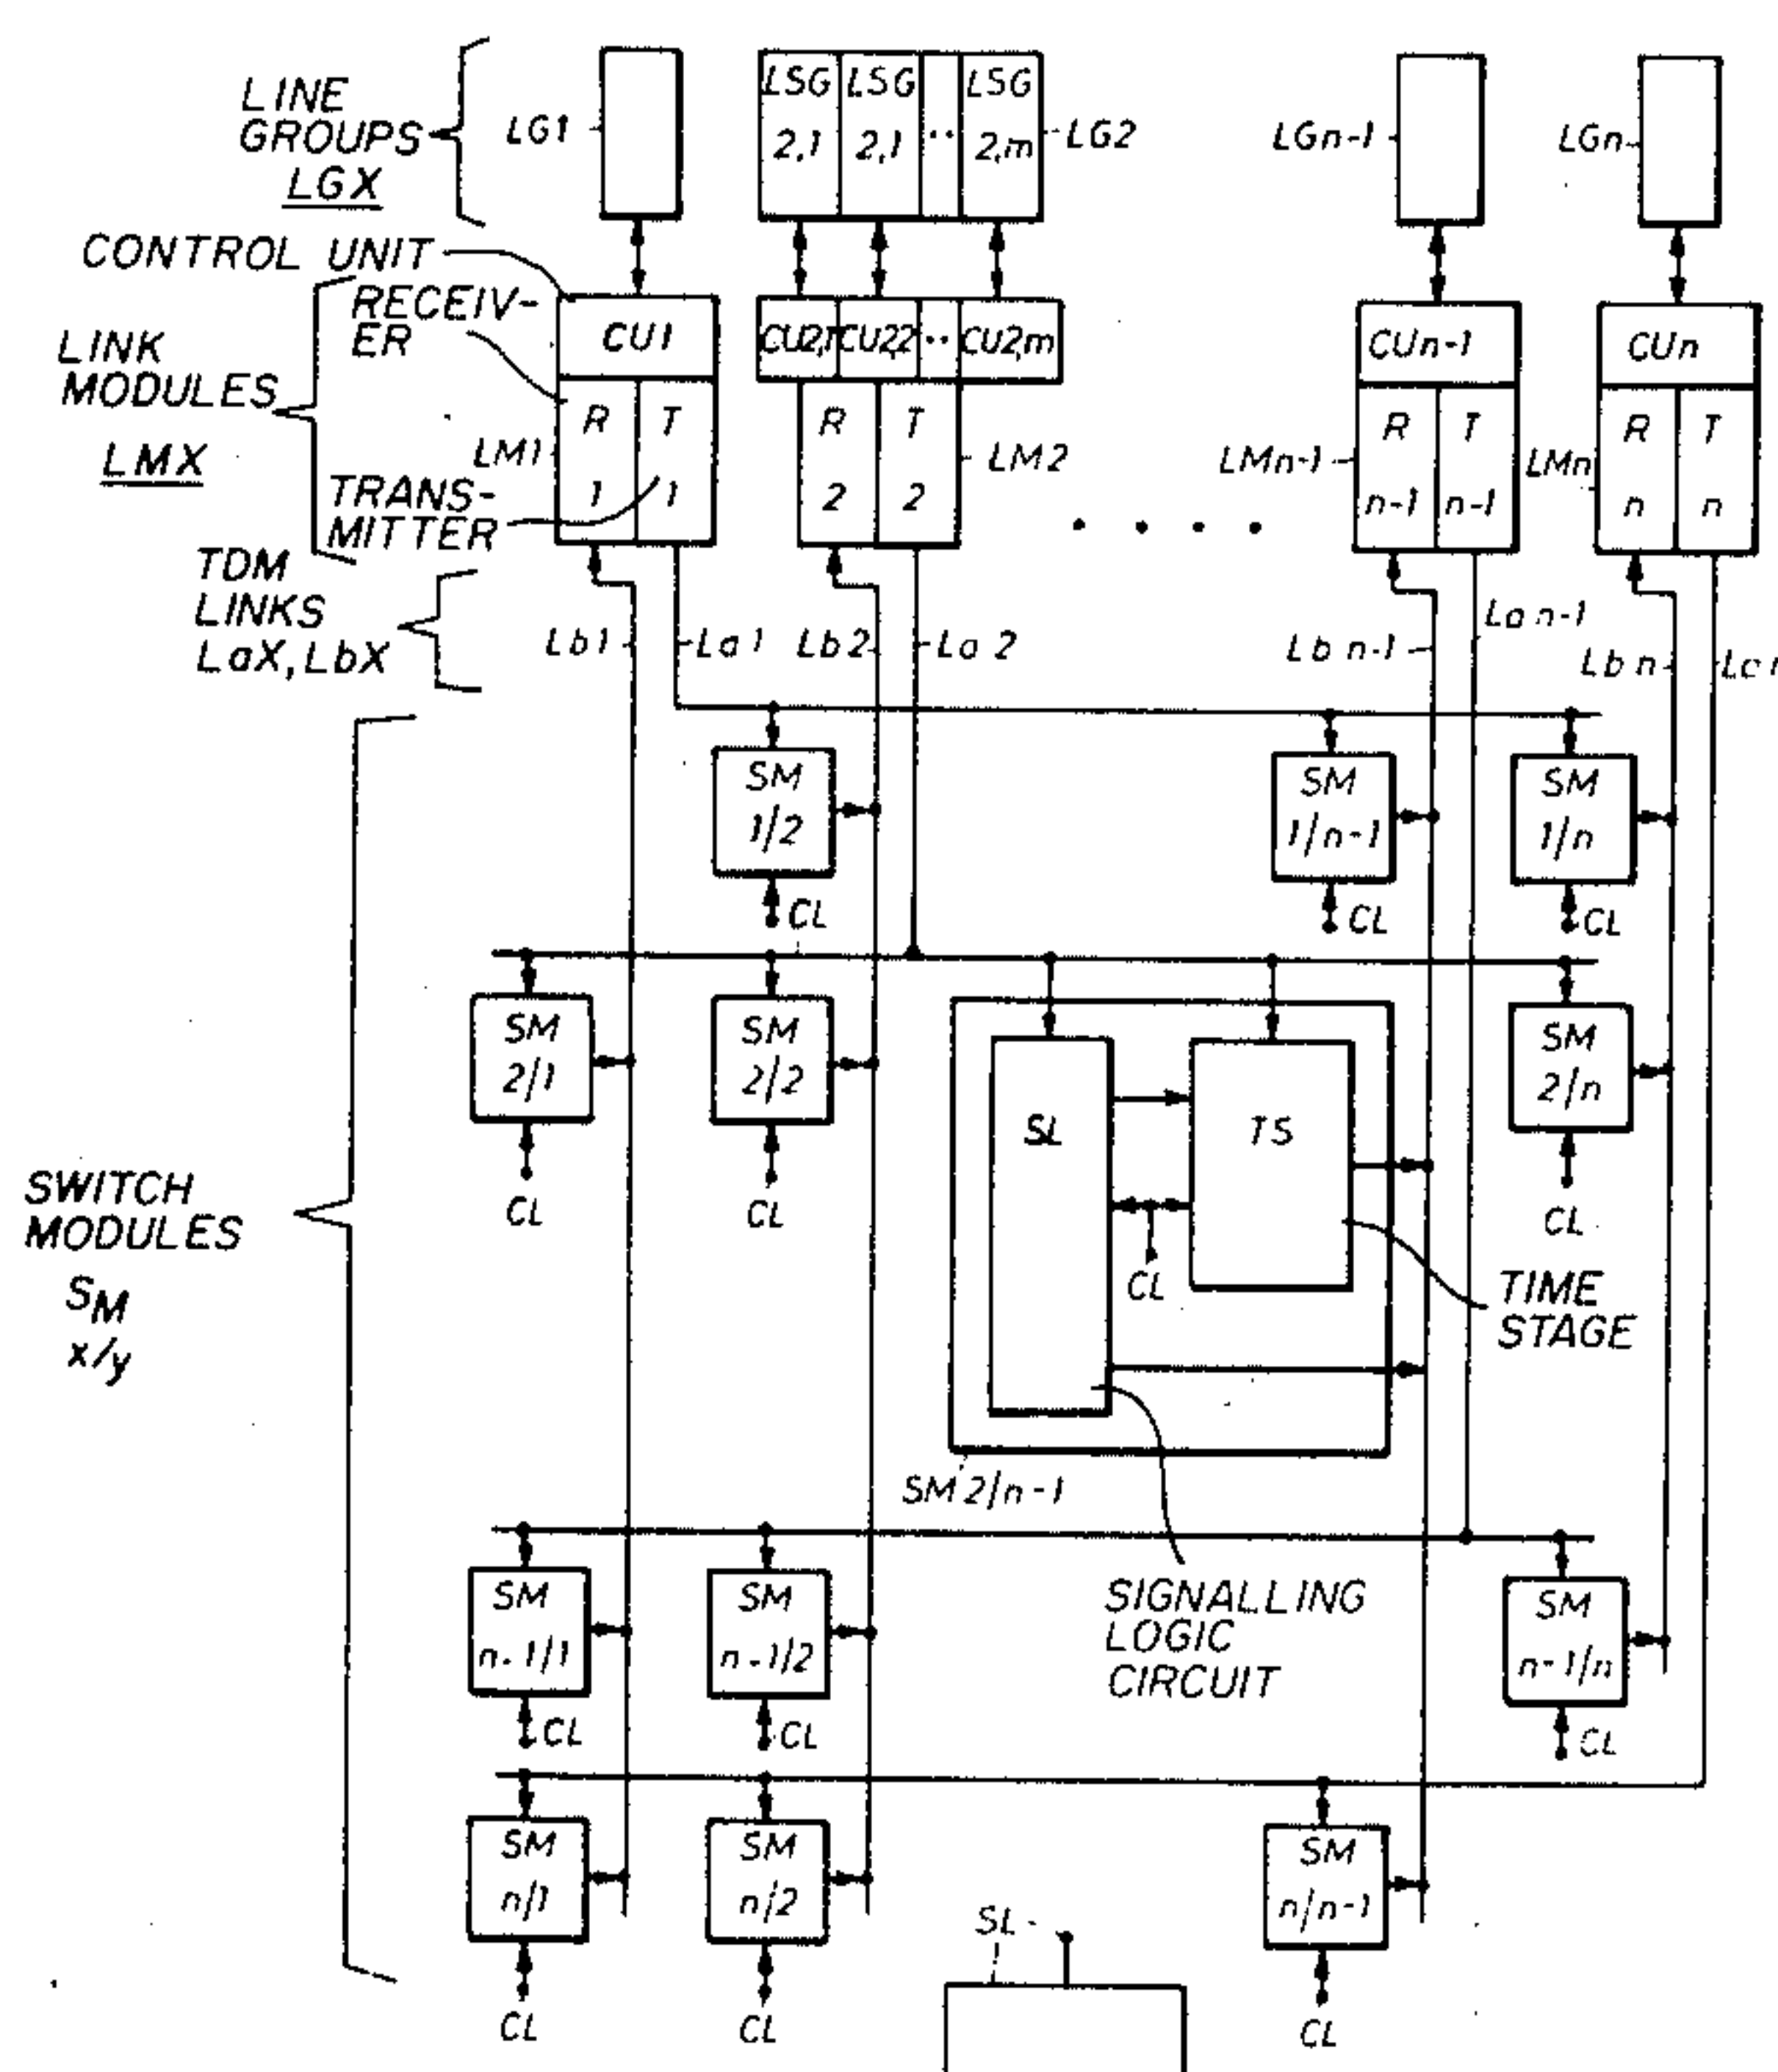 LINE
GROUPS
LGX
LG1
LSG
2,1
LSG
2,1
..
LSG
2,m
LG2
LGn-1
LGn
CONTROL UNIT
LINK
MODULES
LMX
RECEIV-
ER
TRANS-
MITTER
CU1
R
1
T
1
LM1
CU2,1
CU2,2
..
CU2,m
R
2
T
2
LM2
. . . .
CUn-1
R
n-1
T
n-1
LMn-1
CUn
R
n
T
n
LMn
TDM
LINKS
LaX, LbX
Lb1
La1
Lb2
La2
Lb n-1
La n-1
Lb n
SWITCH
MODULES
SM
x/y
SM
1/2
CL
SM
1/n-1
CL
SM
1/n
CL
SM
2/1
CL
SM
2/2
CL
SL
TS
CL
SM
2/n
CL
TIME
STAGE
SM2/n-1
SIGNALLING
LOGIC
CIRCUIT
SM
n-1/1
CL
SM
n-1/2
CL
SM
n-1/n
CL
SM
n/1
CL
SM
n/2
CL
SM
n/n-1
CL
SL